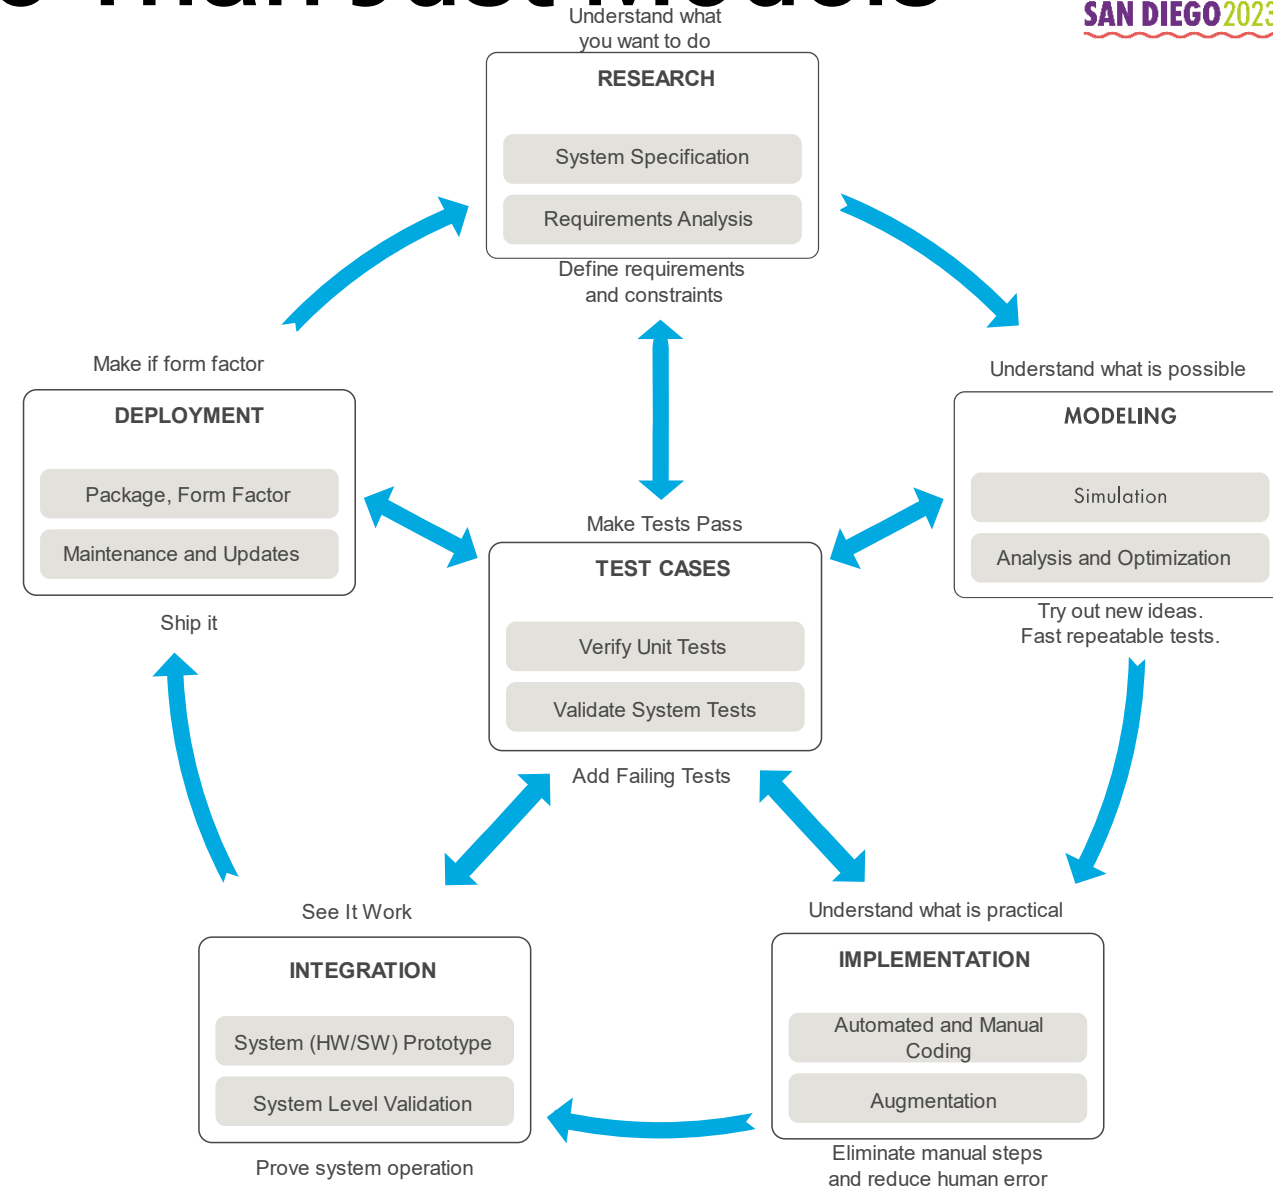 Than Just Models
SAN DIEGO 2023
Understand what
you want to do
RESEARCH
System Specification
Requirements Analysis
Define requirements
and constraints
Make if form factor
DEPLOYMENT
Package, Form Factor
Maintenance and Updates
Ship it
Understand what is possible
MODELING
Simulation
Analysis and Optimization
Try out new ideas.
Fast repeatable tests.
Make Tests Pass
TEST CASES
Verify Unit Tests
Validate System Tests
Add Failing Tests
See It Work
INTEGRATION
System (HW/SW) Prototype
System Level Validation
Prove system operation
Understand what is practical
IMPLEMENTATION
Automated and Manual
Coding
Augmentation
Eliminate manual steps
and reduce human error